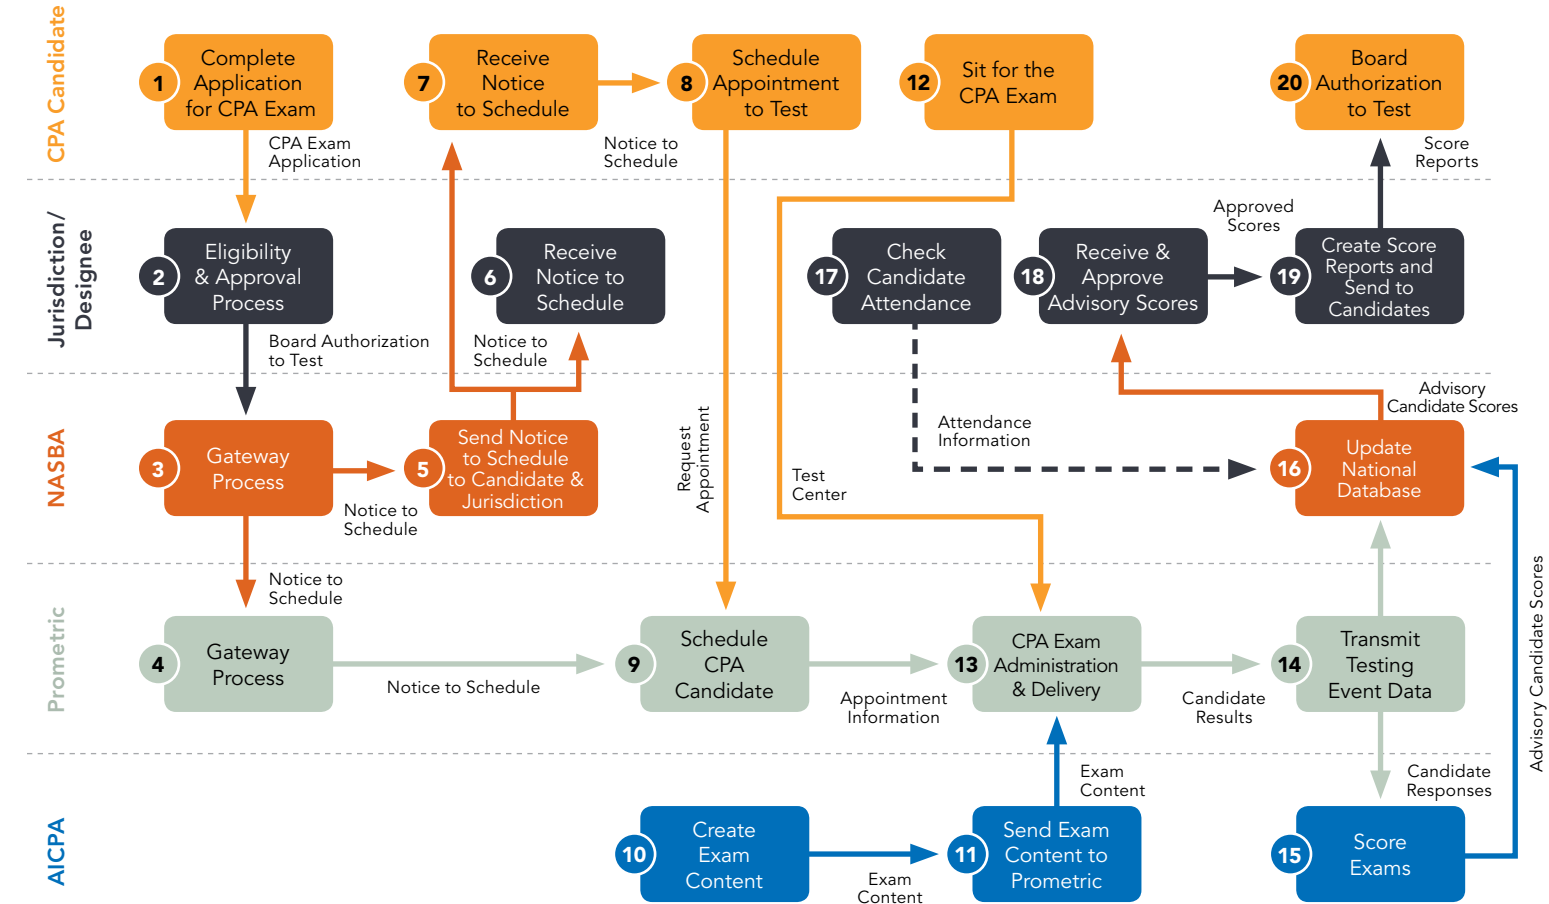 CPA Candidate
1
Complete
Application
for CPA Exam
7
Receive
Notice
to Schedule
8
Schedule
Appointment
to Test
12
Sit for the
CPA Exam
20
Board
Authorization
to Test
CPA Exam
Application
Notice to
Schedule
Score
Reports
Jurisdiction/
Designee
2
Eligibility
& Approval
Process
6
Receive
Notice to
Schedule
17
Check
Candidate
Attendance
18
Receive &
Approve
Advisory Scores
Approved
Scores
19
Create Score
Reports and
Send to
Candidates
Board Authorization
to Test
Notice to
Schedule
NASBA
3
Gateway
Process
Notice to
Schedule
5
Send Notice
to Schedule
to Candidate &
Jurisdiction
Request
Appointment
Test
Center
Attendance
Information
Advisory
Candidate Scores
16
Update
National
Database
Notice to
Schedule
Prometric
4
Gateway
Process
Notice to Schedule
9
Schedule
CPA
Candidate
Appointment
Information
13
CPA Exam
Administration
& Delivery
Candidate
Results
14
Transmit
Testing
Event Data
Advisory Candidate Scores
Exam
Content
Candidate
Responses
AICPA
10
Create
Exam
Content
Exam
Content
11
Send Exam
Content to
Prometric
15
Score
Exams